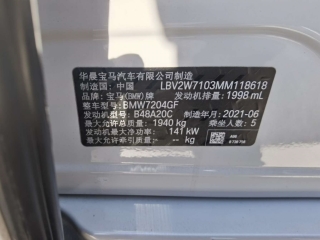 华晨宝马汽车有限公司制造
制造国：中国 LBV2W7103MM118618
品牌：宝马(BMW)牌 发动机排量：1998 mL
整车型号：BMW7204GF
发动机型号：B48A20C 制造年月：2021-06
最大允许总质量：1940 kg 乘坐人数：5
发动机最大净功率：141 kW